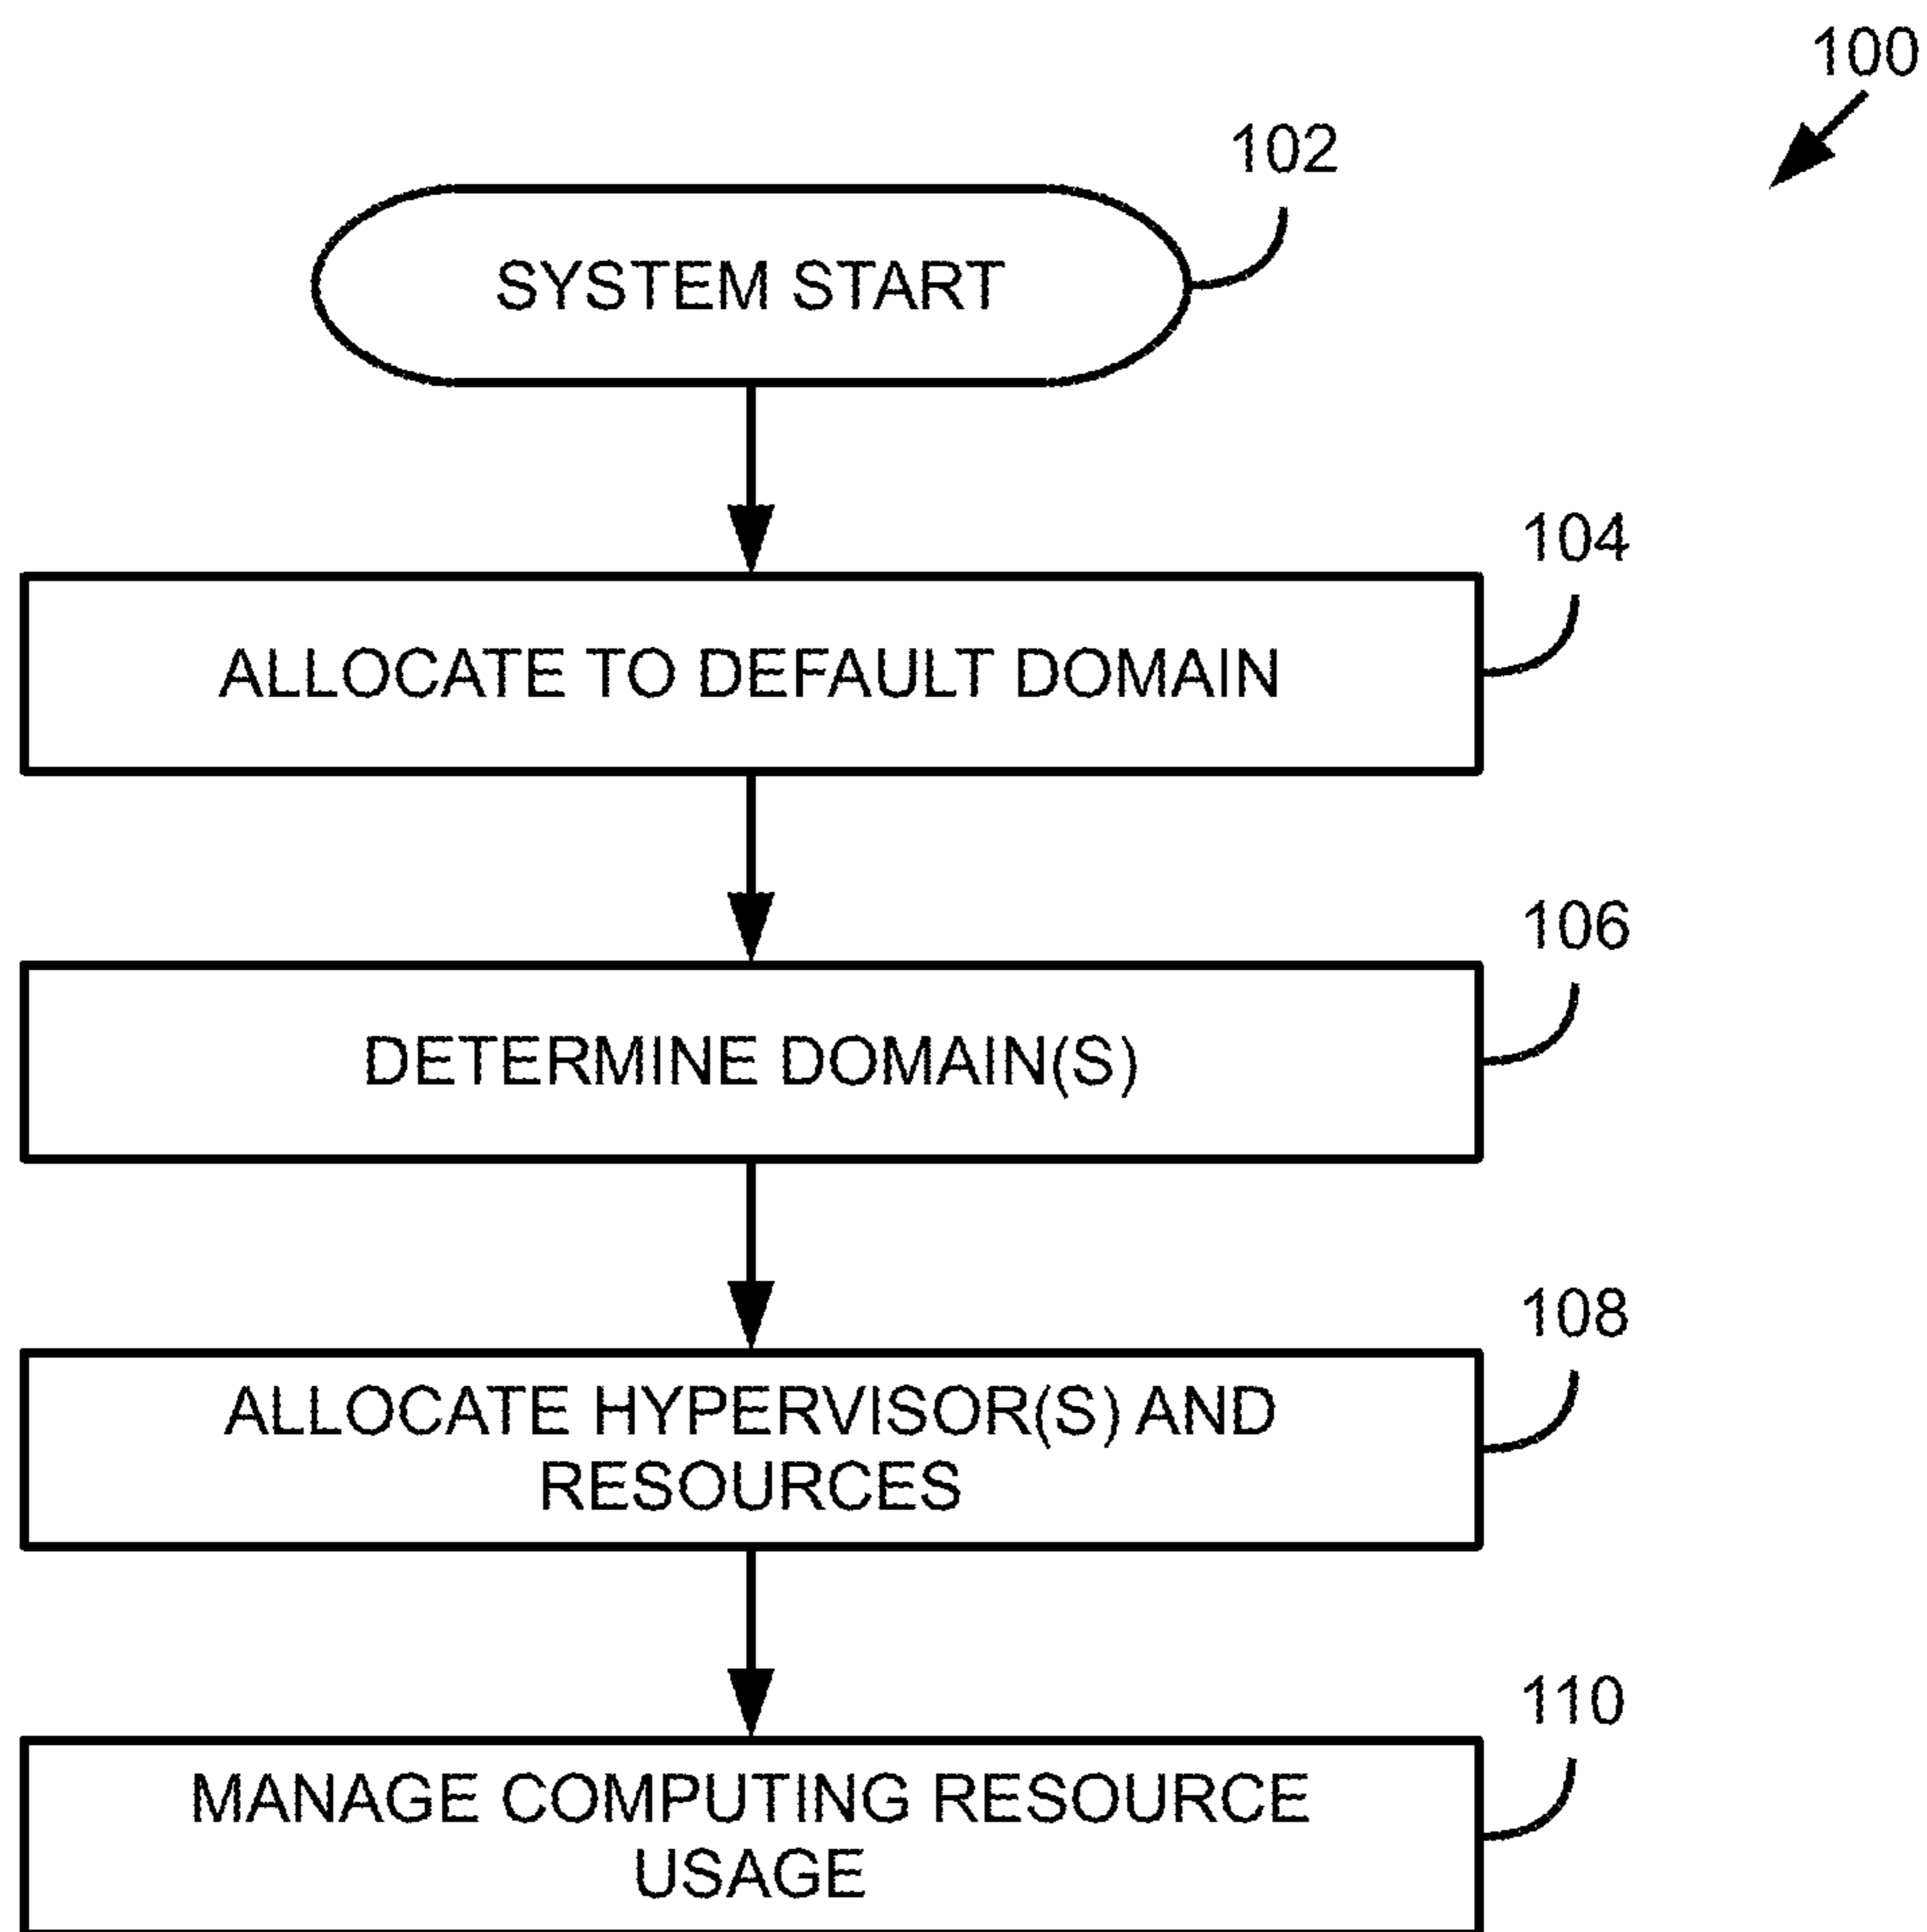 100
102
SYSTEM START
104
ALLOCATE TO DEFAULT DOMAIN
106
DETERMINE DOMAIN(S)
108
ALLOCATE HYPERVISOR(S) AND
RESOURCES
110
MANAGE COMPUTING RESOURCE
USAGE